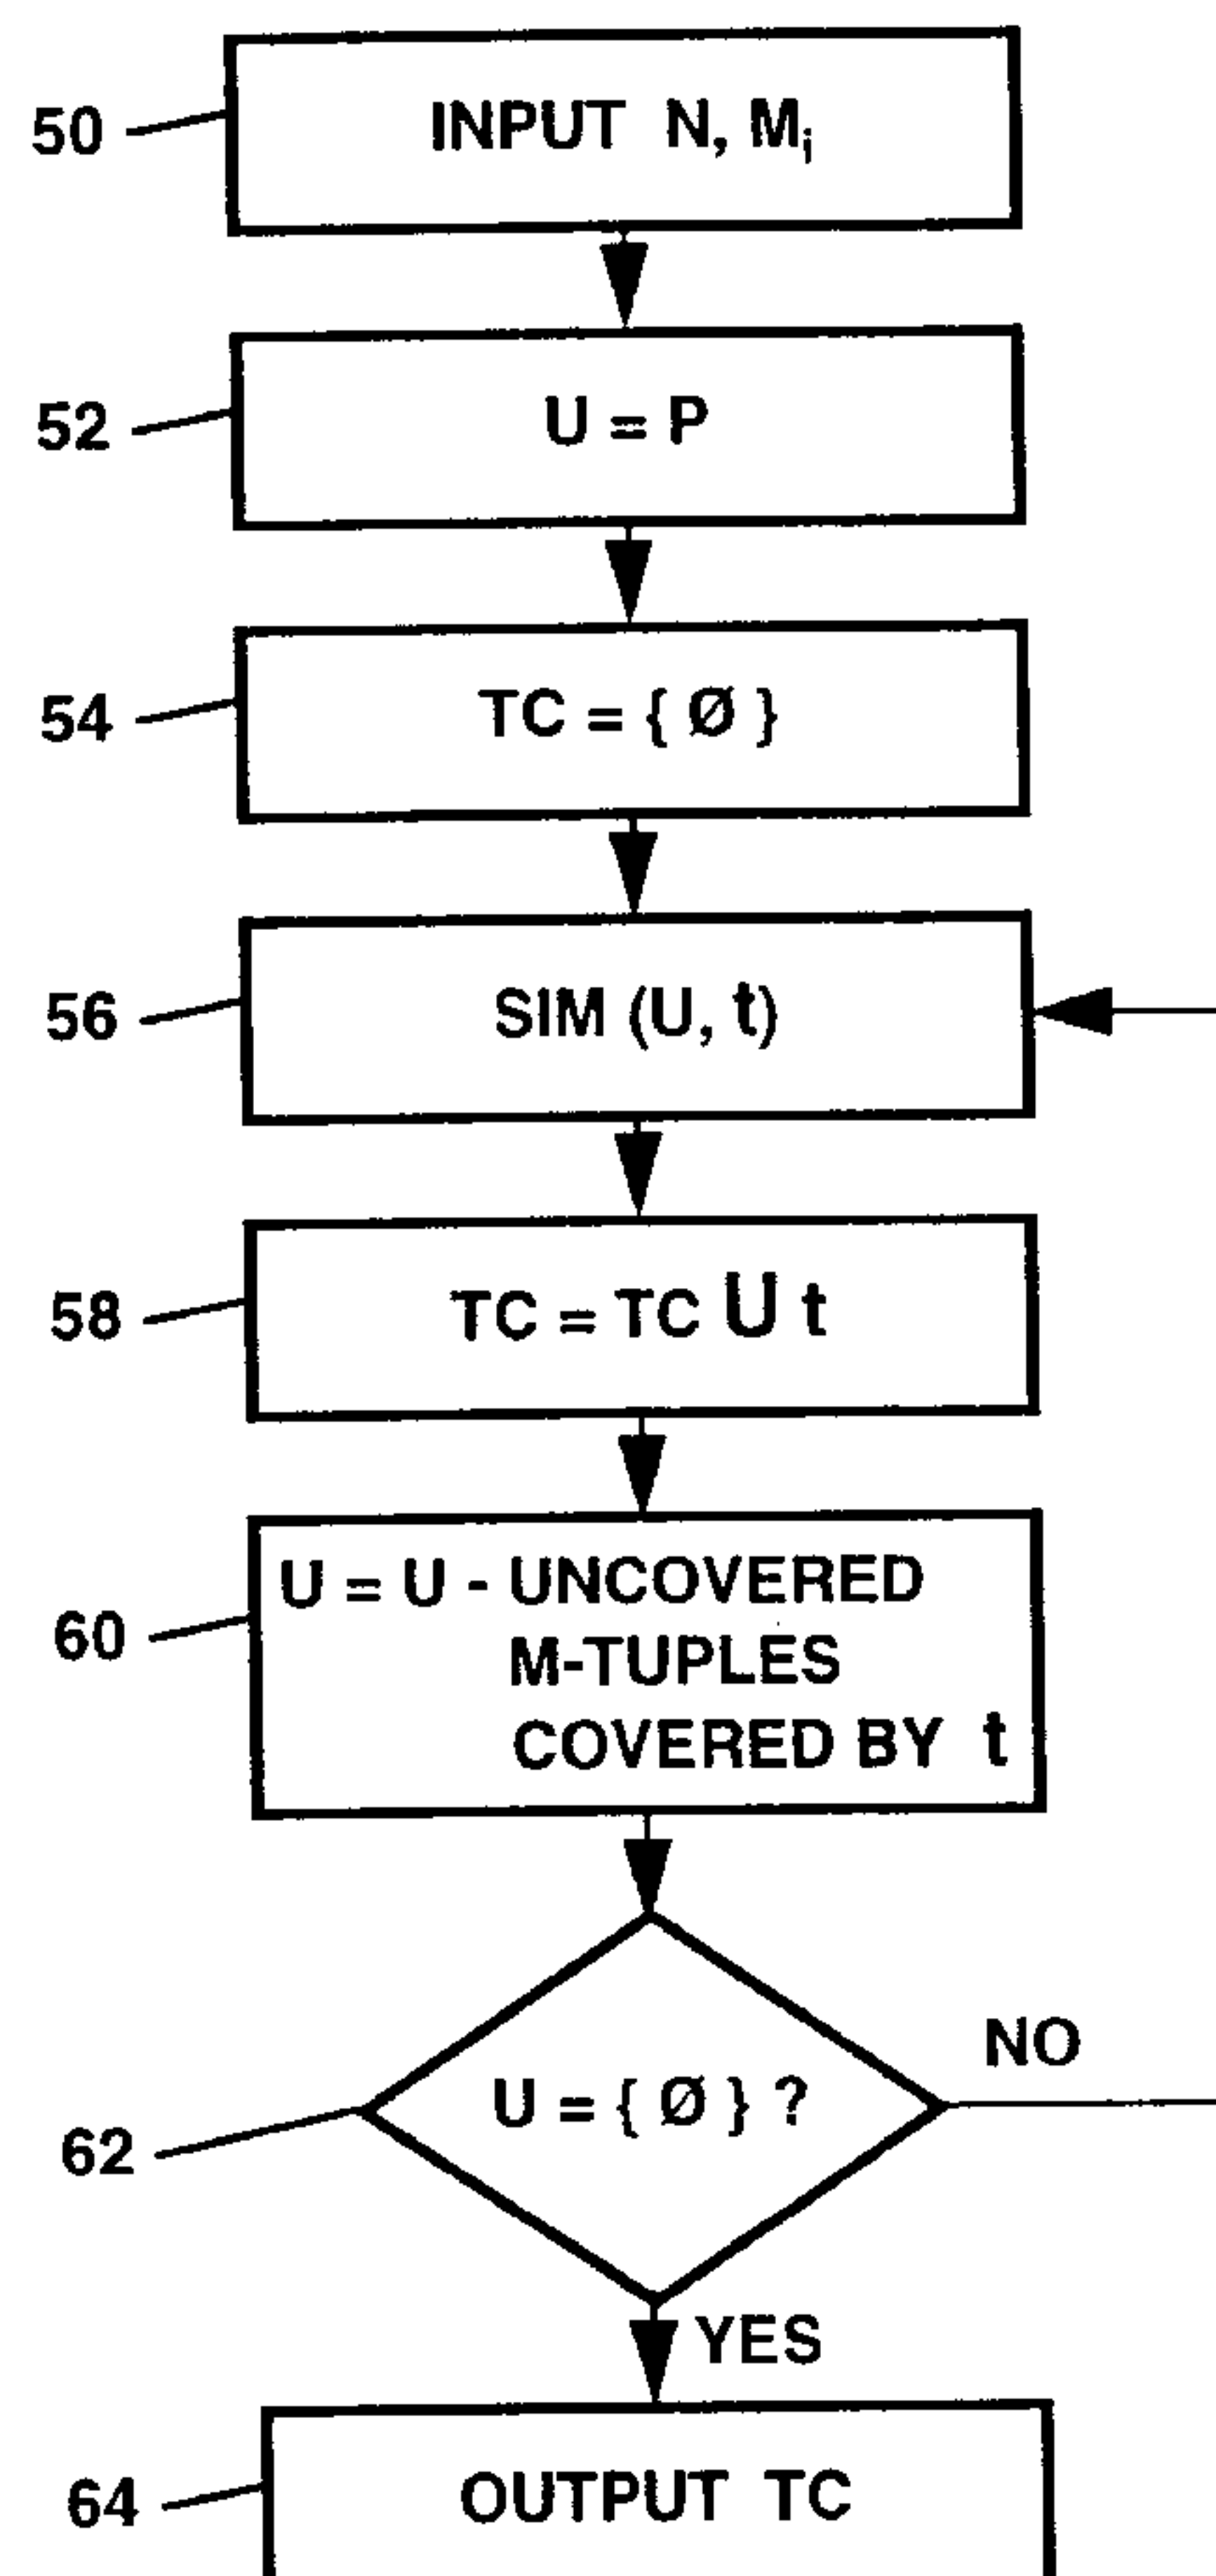 50 INPUT N, Mi
52 U = P
54 TC = { Ø }
56 SIM (U, t)
58 TC = TC U t
60 U = U - UNCOVERED
M-TUPLES
COVERED BY t
NO
62 U = { Ø } ?
YES
64 OUTPUT TC